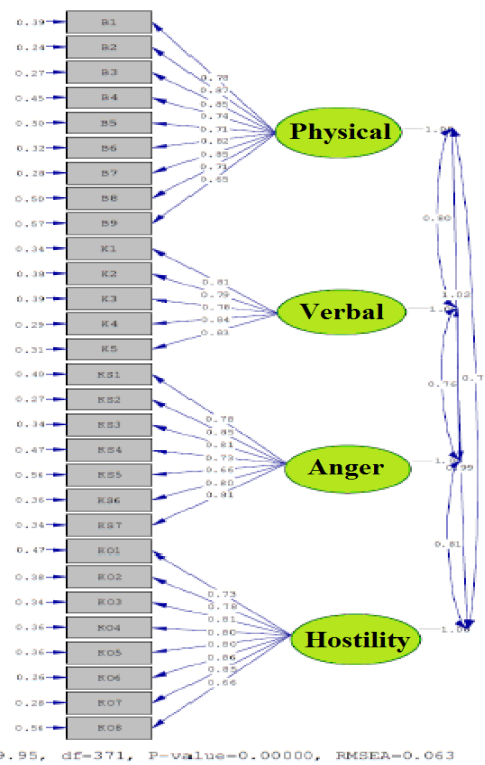 0.39 B1
0.24 B2
0.27 B3
0.45 B4
0.50 B5
0.32 B6
0.28 B7
0.50 B8
0.57 B9
0.34 K1
0.38 K2
0.39 K3
0.29 K4
0.31 K5
0.40 KS1
0.27 KS2
0.34 KS3
0.47 KS4
0.56 KS5
0.36 KS6
0.34 KS7
0.47 KO1
0.38 KO2
0.34 KO3
0.36 KO4
0.36 KO5
0.26 KO6
0.28 KO7
0.56 KO8
0.78
0.87
0.85
0.74
0.71
0.82
0.85
0.71
0.65
0.81
0.79
0.78
0.84
0.83
0.78
0.85
0.81
0.73
0.66
0.80
0.81
0.73
0.78
0.81
0.80
0.80
0.86
0.85
0.66
Physical
Verbal
Anger
Hostility
0.80
1.02
0.76
0.99
0.81
9.95, df=371, P-value=0.00000, RMSEA=0.063